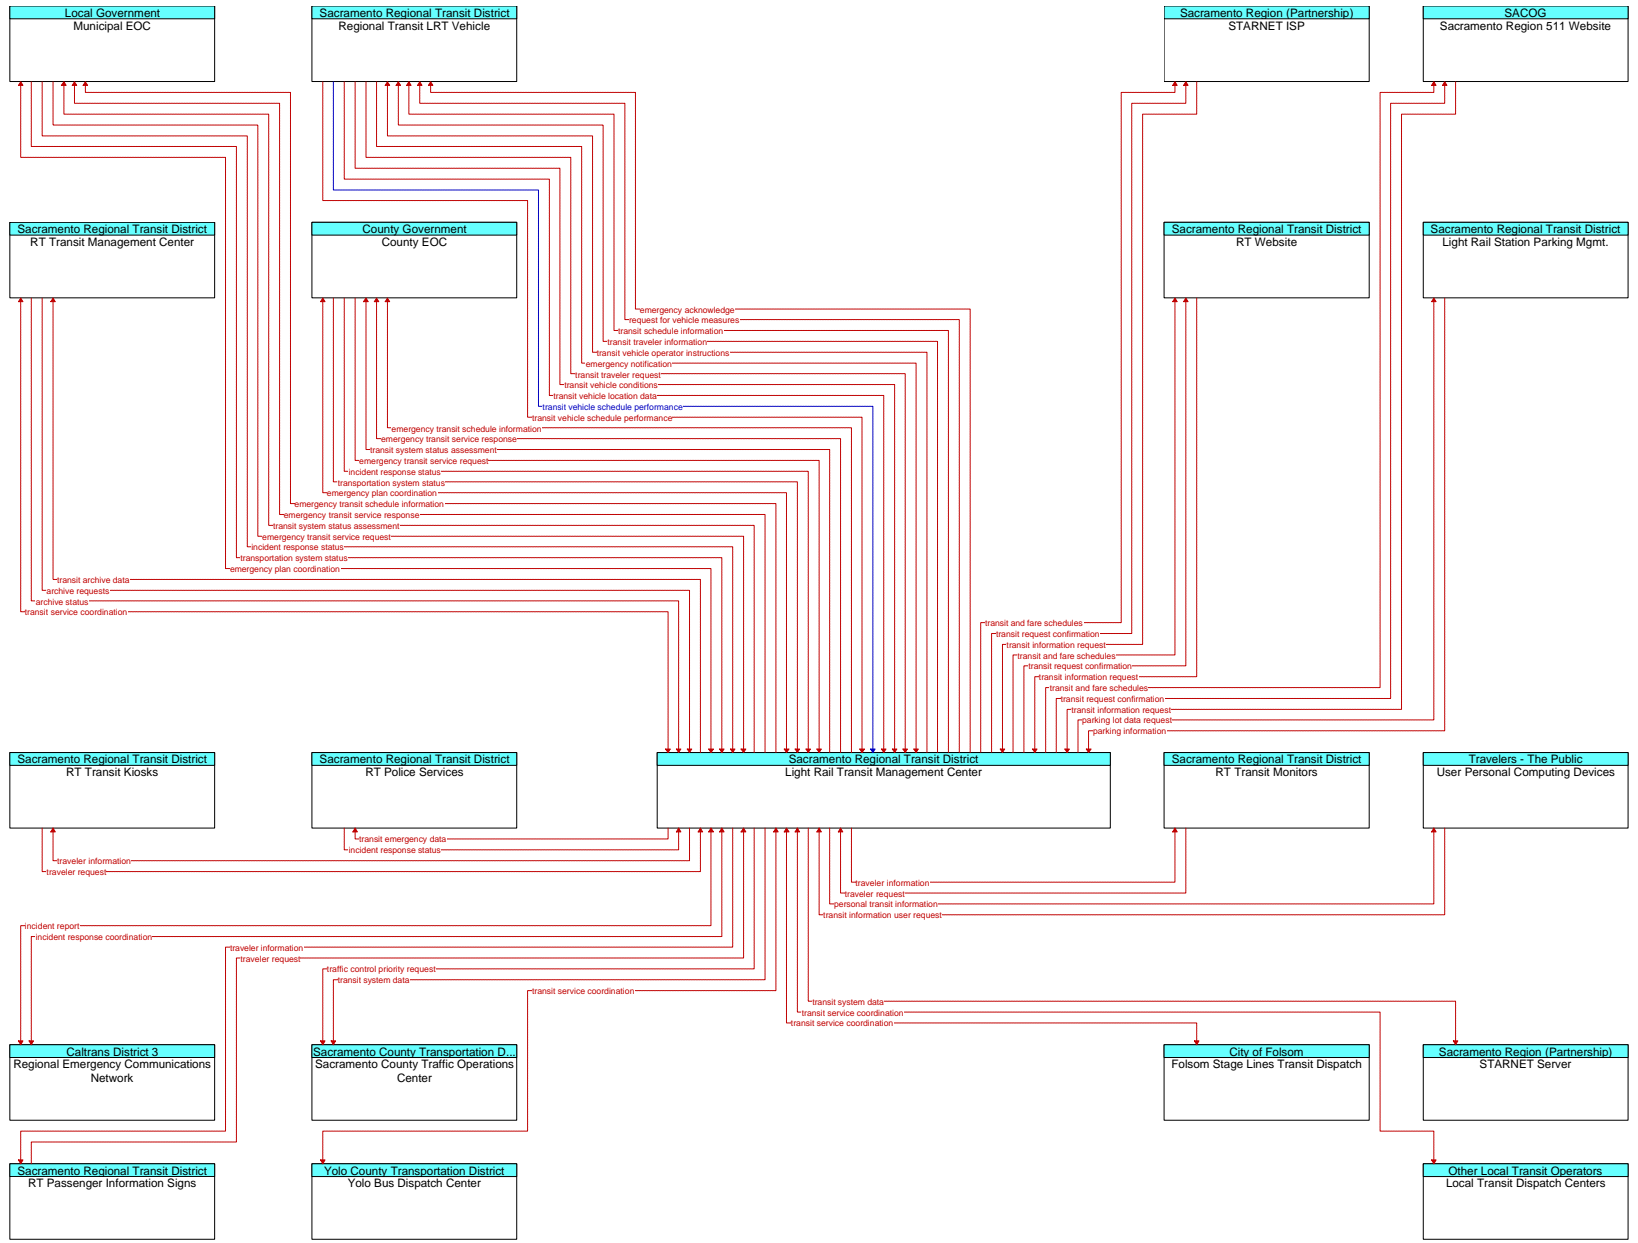 Local Government
Municipal EOC
Sacramento Regional Transit District
Regional Transit LRT Vehicle
Sacramento Region (Partnership)
STARNET ISP
SACOG
Sacramento Region 511 Website
Sacramento Regional Transit District
RT Transit Management Center
County Government
County EOC
Sacramento Regional Transit District
RT Website
Sacramento Regional Transit District
Light Rail Station Parking Mgmt.
emergency acknowledge
request for vehicle measures
transit schedule information
transit traveler information
transit vehicle operator instructions
emergency notification
transit traveler request
transit vehicle conditions
transit vehicle location data
transit vehicle schedule performance
transit vehicle schedule performance
emergency transit schedule information
emergency transit service response
transit system status assessment
emergency transit service request
incident response status
transportation system status
emergency plan coordination
emergency transit schedule information
emergency transit service response
transit system status assessment
emergency transit service request
incident response status
transportation system status
emergency plan coordination
transit archive data
archive requests
archive status
transit service coordination
transit and fare schedules
transit request confirmation
transit information request
transit and fare schedules
transit request confirmation
transit information request
transit and fare schedules
transit request confirmation
transit information request
parking lot data request
parking information
Sacramento Regional Transit District
RT Transit Kiosks
Sacramento Regional Transit District
RT Police Services
Sacramento Regional Transit District
Light Rail Transit Management Center
Sacramento Regional Transit District
RT Transit Monitors
Travelers - The Public
User Personal Computing Devices
transit emergency data
incident response status
traveler information
traveler request
traveler information
traveler request
personal transit information
transit information user request
incident report
incident response coordination
traveler information
traveler request
traffic control priority request
transit system data
transit service coordination
transit system data
transit service coordination
transit service coordination
Caltrans District 3
Regional Emergency Communications
Network
Sacramento County Transportation D...
Sacramento County Traffic Operations
Center
City of Folsom
Folsom Stage Lines Transit Dispatch
Sacramento Region (Partnership)
STARNET Server
Sacramento Regional Transit District
RT Passenger Information Signs
Yolo County Transportation District
Yolo Bus Dispatch Center
Other Local Transit Operators
Local Transit Dispatch Centers